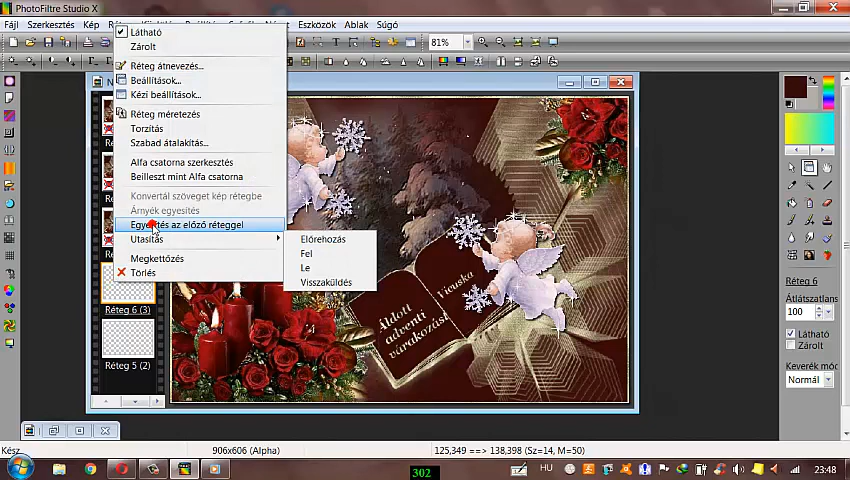 PhotoFiltre Studio X
Fájl Szerkesztés Kép Eszközök Ablak Súgó
81%
Látható
Zárolt
Réteg átnevezés...
Beállítások...
Kézi beállítások...
Réteg méretezés
Torzítás
Szabad átalakítás...
Alfa csatorna szerkesztés
Beilleszt mint Alfa csatorna
Konvertál szöveget kép rétegbe
Árnyék egyesítés
Egyesítés az előző réteggel
Utasítás
Megkettőzés
Törlés
Előrehozás
Fel
Le
Visszaküldés
Réteg 6 (3)
Réteg 5 (2)
Áldott
adventi
várakozást
Vicuska
Réteg 6
Átlátszatlans
100
Látható
Zárolt
Keverék mód
Normál
Kész
906x606 (Alpha)
125,349 ==> 138,398 (Sz=14, M=50)
302
HU
23:48